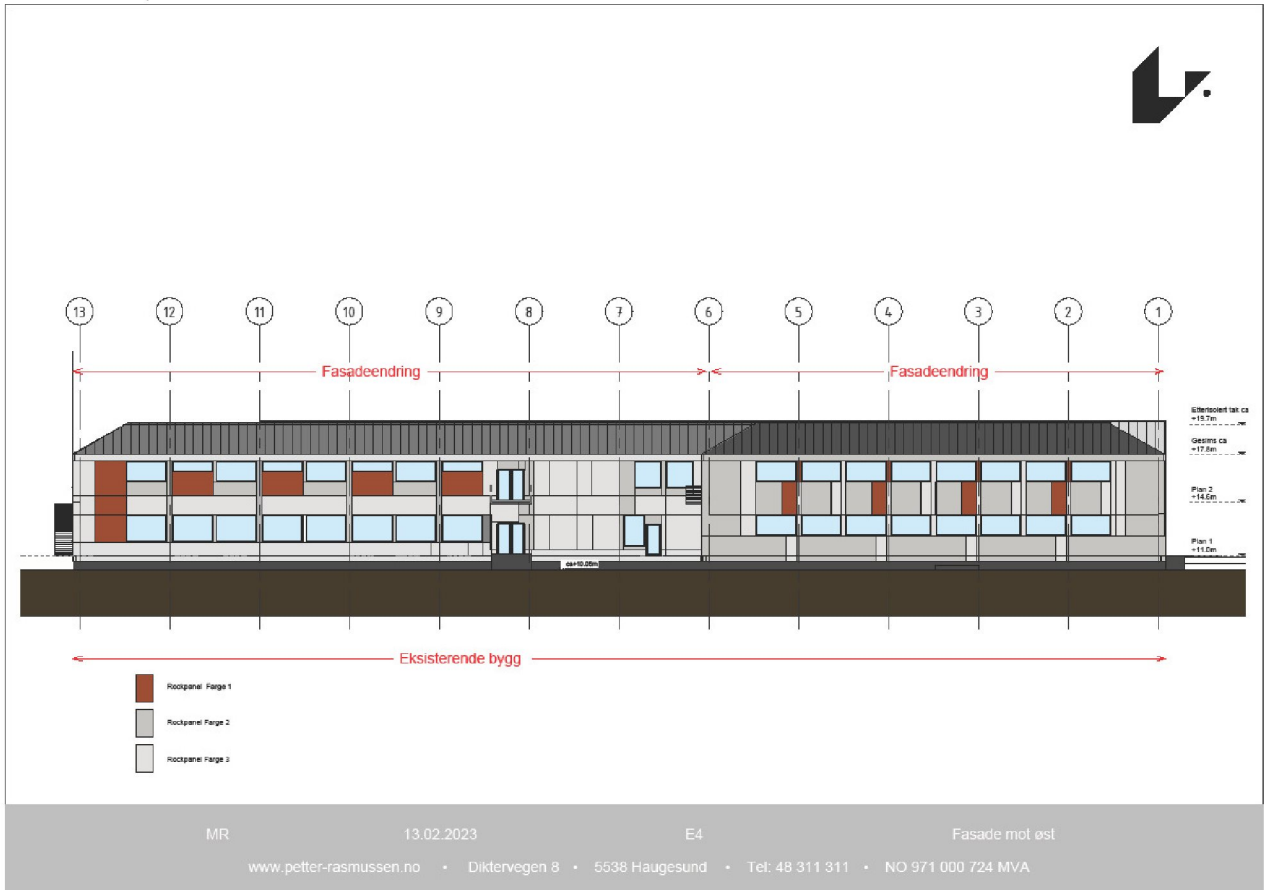 13 12 11 10 9 8 7 6 5 4 3 2 1
Fasadeendring Fasadeendring
Etterisolert tak ca
+19.7m
Gesims ca
+17.8m
Plan 2
+14.6m
Plan 1
+11.0m
ca+10.05m
Eksisterende bygg
Rockpanel Farge 1
Rockpanel Farge 2
Rockpanel Farge 3
MR 13.02.2023 E4 Fasade mot øst
www.petter-rasmussen.no • Diktervegen 8 • 5538 Haugesund • Tel: 48 311 311 • NO 971 000 724 MVA